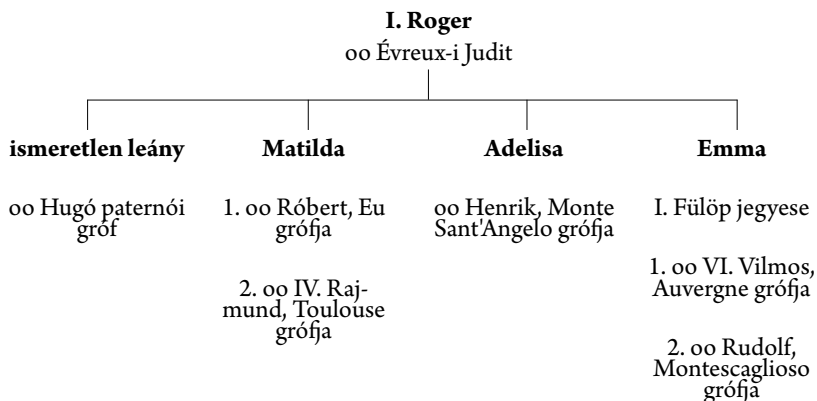 I. Roger
oo Évreux-i Judit
ismeretlen leány
Matilda
Adelisa
Emma
oo Hugó paternói
gróf
1. oo Róbert, Eu
grófja
2. oo IV. Raj-
mund, Toulouse
grófja
oo Henrik, Monte
Sant'Angelo grófja
I. Fülöp jegyese
1. oo VI. Vilmos,
Auvergne grófja
2. oo Rudolf,
Montescaglioso
grófja